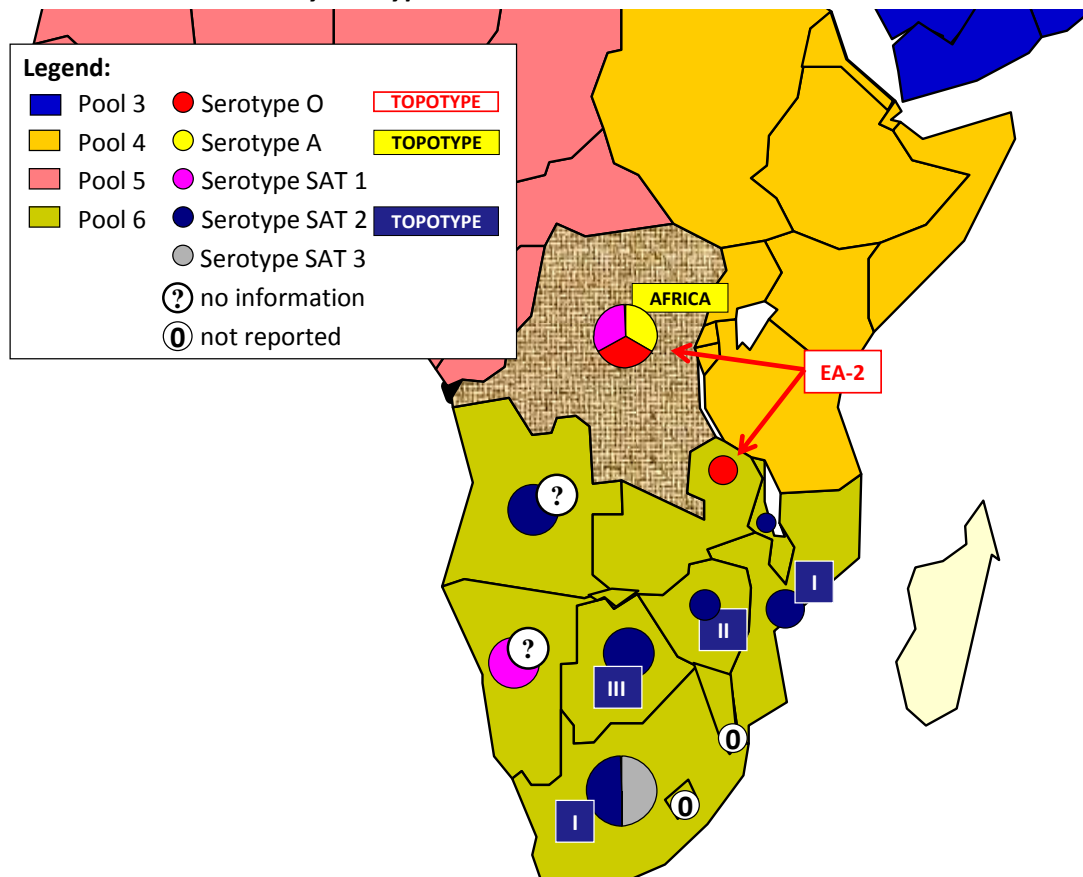 Legend:
Pool 3
Serotype O
TOPOTYPE
Pool 4
Serotype A
TOPOTYPE
Pool 5
Serotype SAT 1
Pool 6
Serotype SAT 2
TOPOTYPE
Serotype SAT 3
? no information
0 not reported
AFRICA
EA-2
?
I
II
?
III
0
0
I